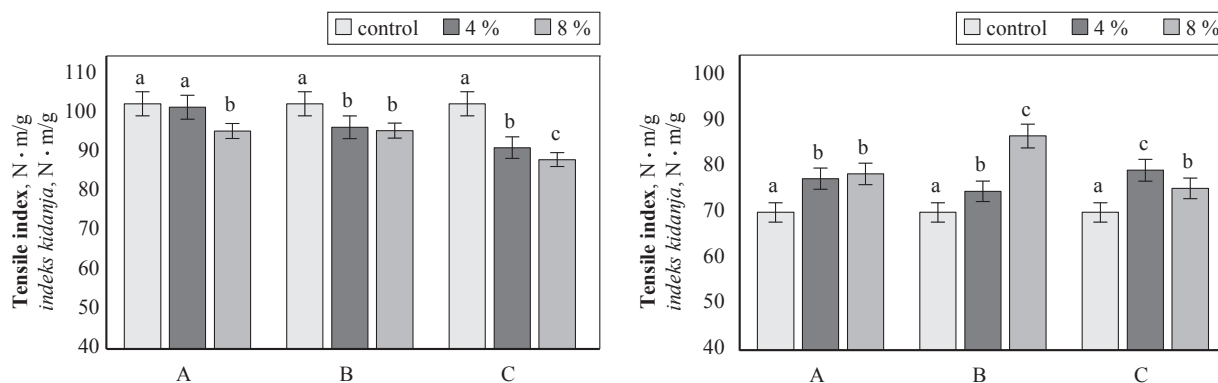 control 4 % 8 %
Tensile index, N • m/g
indeks kidanja, N • m/g
110
100
90
80
70
60
50
40
a a b
a b b
a b c
A B C
control 4 % 8 %
Tensile index, N • m/g
indeks kidanja, N • m/g
100
90
80
70
60
50
40
a b b
a b c
a c b
A B C